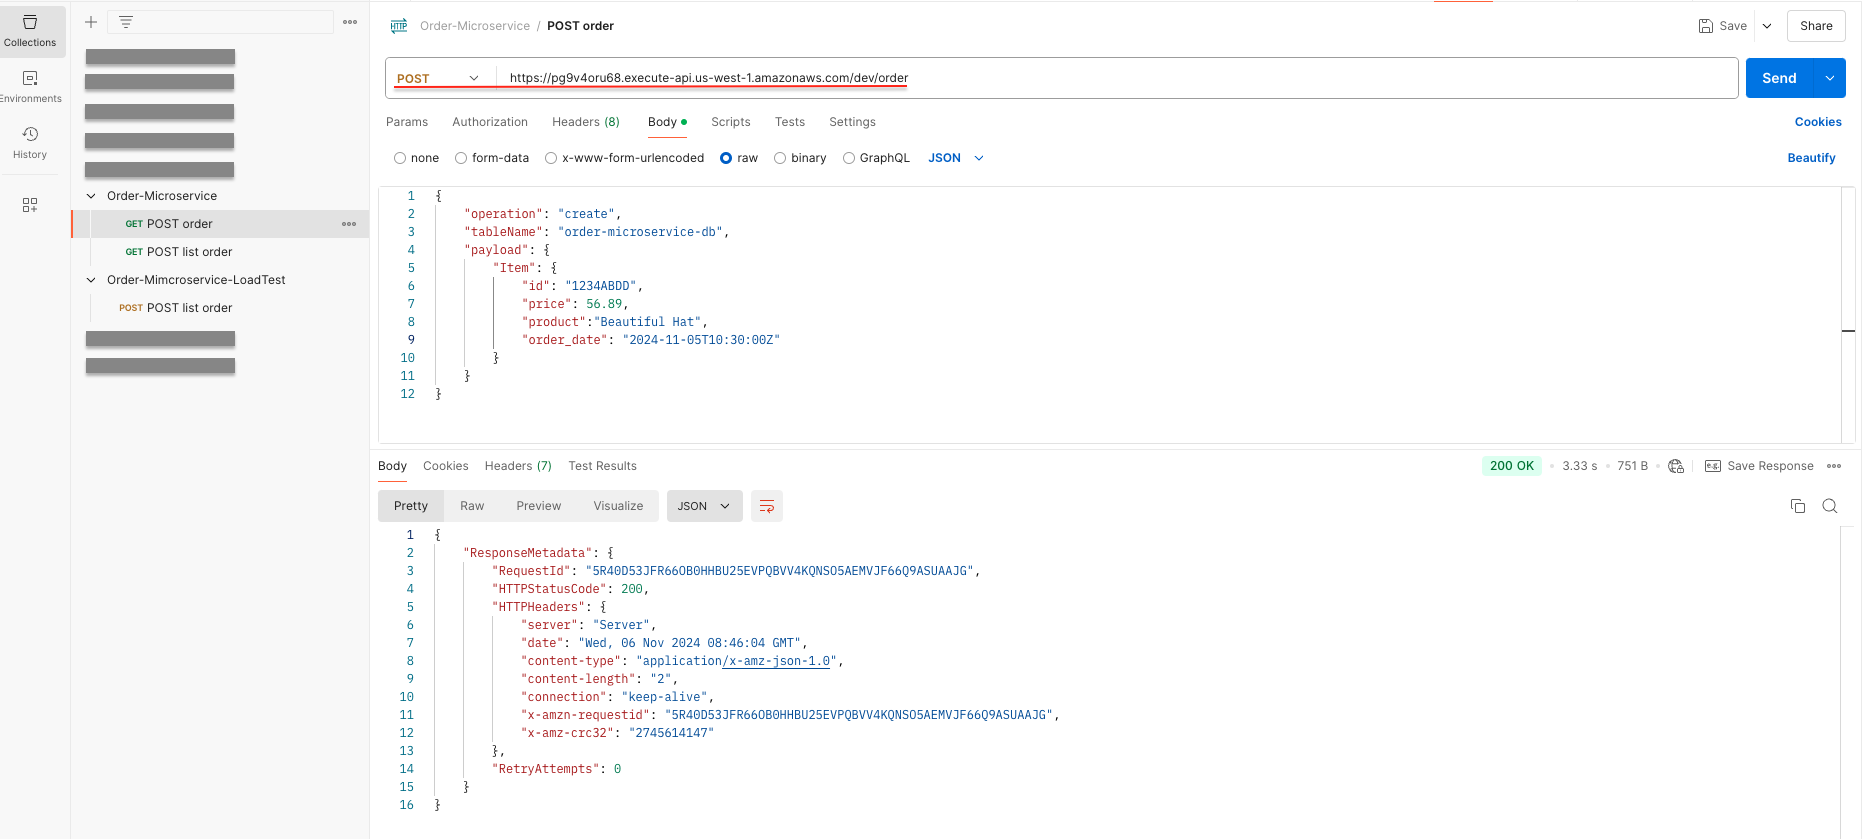 Collections
Environments
History
Order-Microservice
GET POST order
GET POST list order
Order-Mimcroservice-LoadTest
POST POST list order
HTTP Order-Microservice / POST order
Save
Share
POST https://pg9v4oru68.execute-api.us-west-1.amazonaws.com/dev/order
Send
Params Authorization Headers (8) Body Scripts Tests Settings Cookies
none form-data x-www-form-urlencoded raw binary GraphQL JSON Beautify
1 {
2 "operation": "create",
3 "tableName": "order-microservice-db",
4 "payload": {
5 "Item": {
6 "id": "1234ABDD",
7 "price": 56.89,
8 "product":"Beautiful Hat",
9 "order_date": "2024-11-05T10:30:00Z"
10 }
11 }
12 }
Body Cookies Headers (7) Test Results 200 OK 3.33 s 751 B e.g. Save Response
Pretty Raw Preview Visualize JSON
1 {
2 "ResponseMetadata": {
3 "RequestId": "5R40D53JFR66OB0HHBU25EVPQBVV4KQNSO5AEMVJF66Q9ASUAAJG",
4 "HTTPStatusCode": 200,
5 "HTTPHeaders": {
6 "server": "Server",
7 "date": "Wed, 06 Nov 2024 08:46:04 GMT",
8 "content-type": "application/x-amz-json-1.0",
9 "content-length": "2",
10 "connection": "keep-alive",
11 "x-amzn-requestid": "5R40D53JFR66OB0HHBU25EVPQBVV4KQNSO5AEMVJF66Q9ASUAAJG",
12 "x-amz-crc32": "2745614147"
13 },
14 "RetryAttempts": 0
15 }
16 }